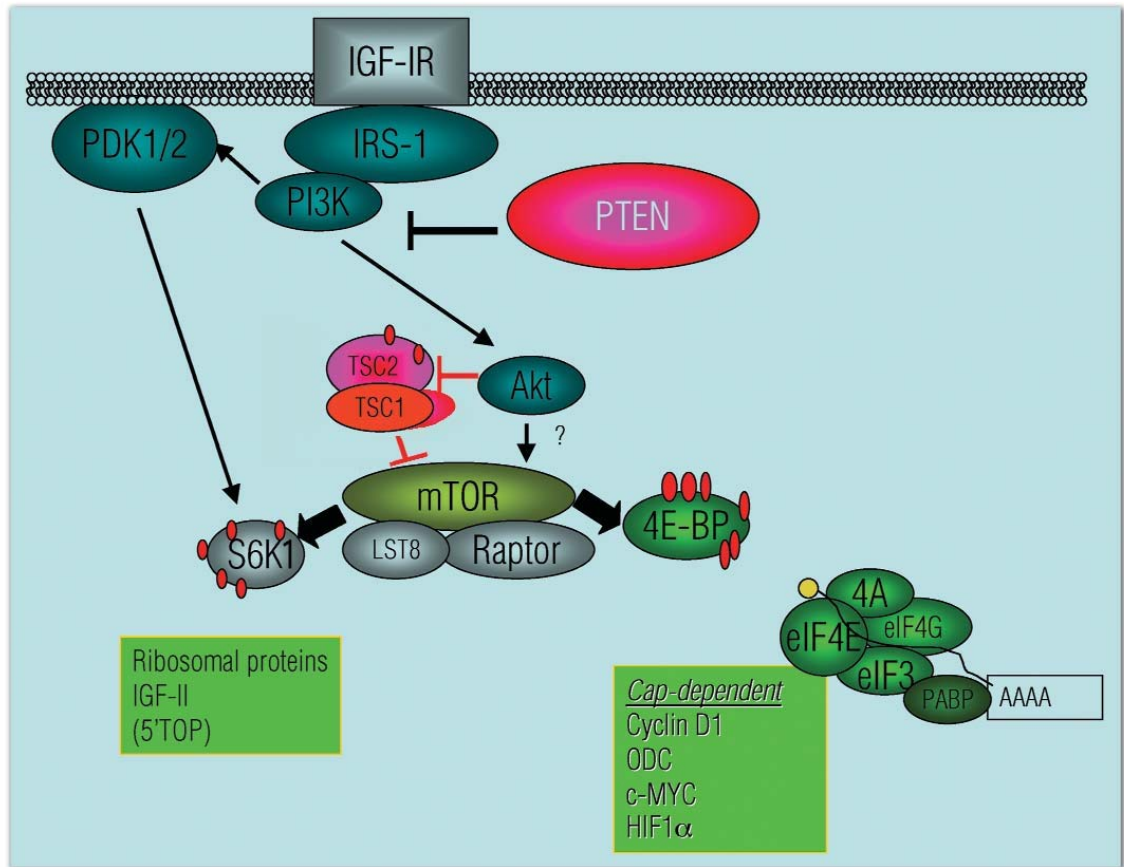 IGF-IR
PDK1/2
IRS-1
PI3K
PTEN
TSC2
TSC1
Akt
?
mTOR
LST8
Raptor
S6K1
4E-BP
4A
eIF4E
eIF4G
eIF3
PABP
AAAA
Ribosomal proteins
IGF-II
(5'TOP)
Cap-dependent
Cyclin D1
ODC
c-MYC
HIF1α